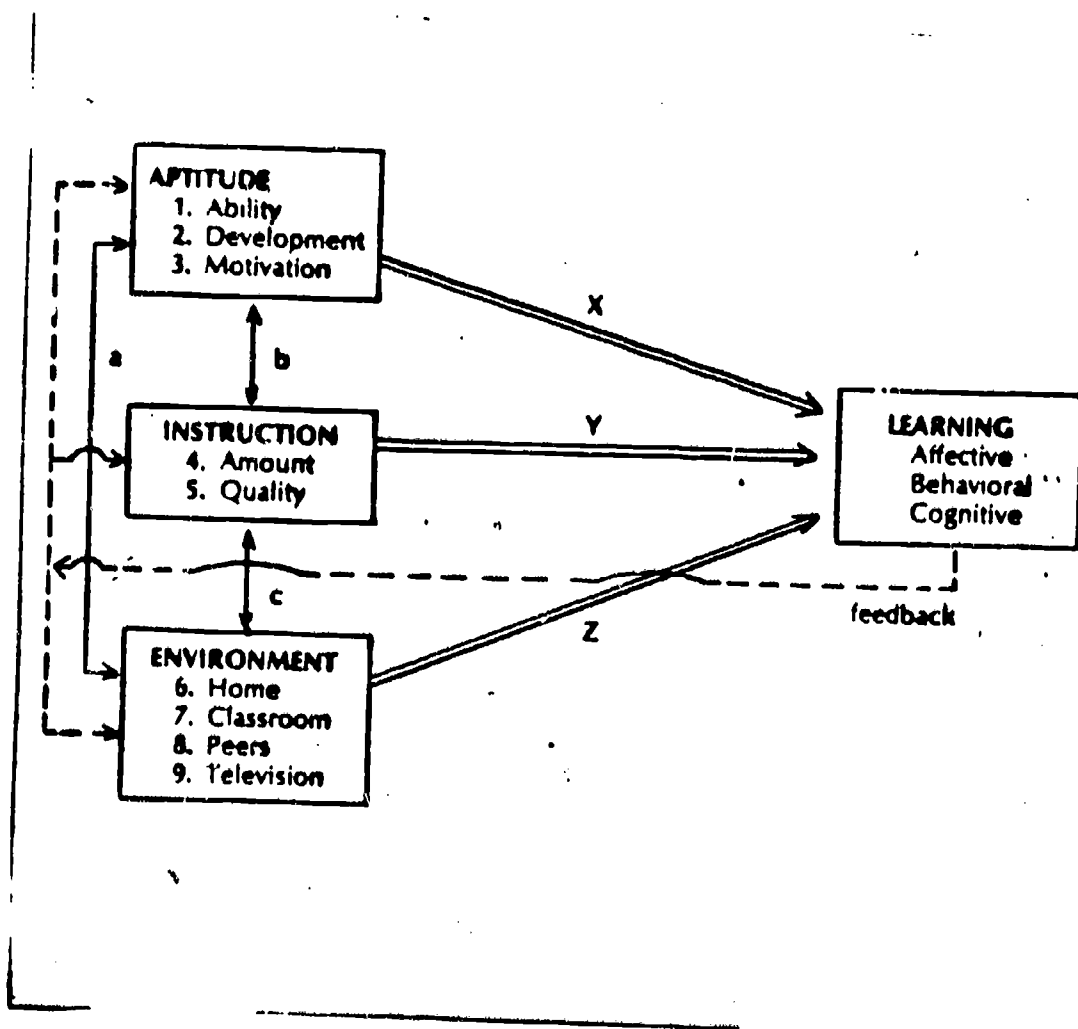 APTITUDE
1. Ability
2. Development
3. Motivation
X
a
b
INSTRUCTION
4. Amount
5. Quality
Y
LEARNING
Affective
Behavioral
Cognitive
c
feedback
Z
ENVIRONMENT
6. Home
7. Classroom
8. Peers
9. Television